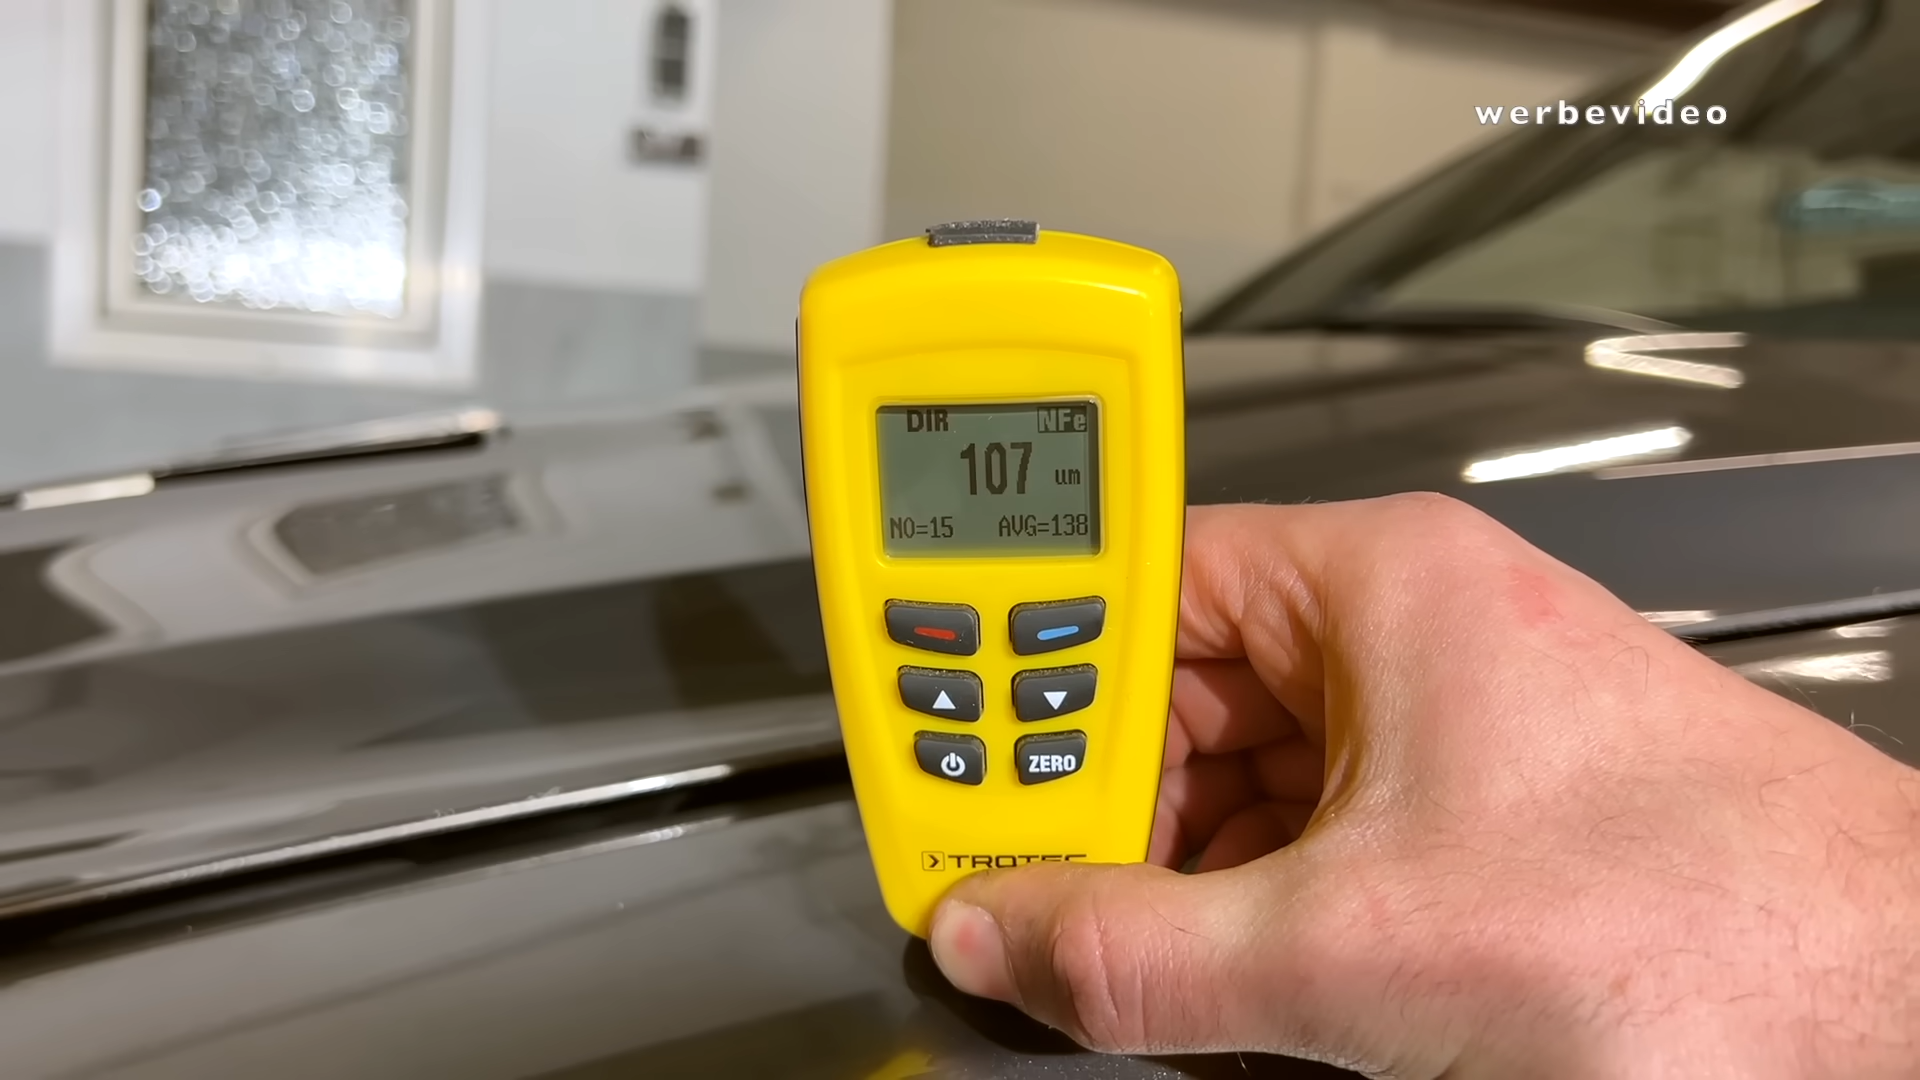 werbevideo
DIR NFe
107 um
NO=15 AVG=138
ZERO
TROTEC